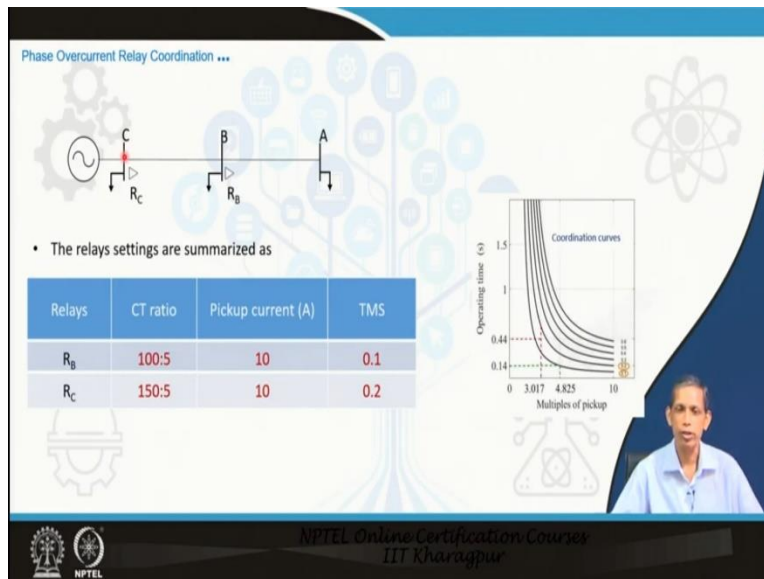 Phase Overcurrent Relay Coordination ...
C
B
A
R_C
R_B
• The relays settings are summarized as
Relays
CT ratio
Pickup current (A)
TMS
R_B
100:5
10
0.1
R_C
150:5
10
0.2
Coordination curves
Operating time (s)
1.5
1
0.44
0.14
0
3.017
4.825
10
Multiples of pickup
NPTEL
NPTEL Online Certification Courses
IIT Kharagpur